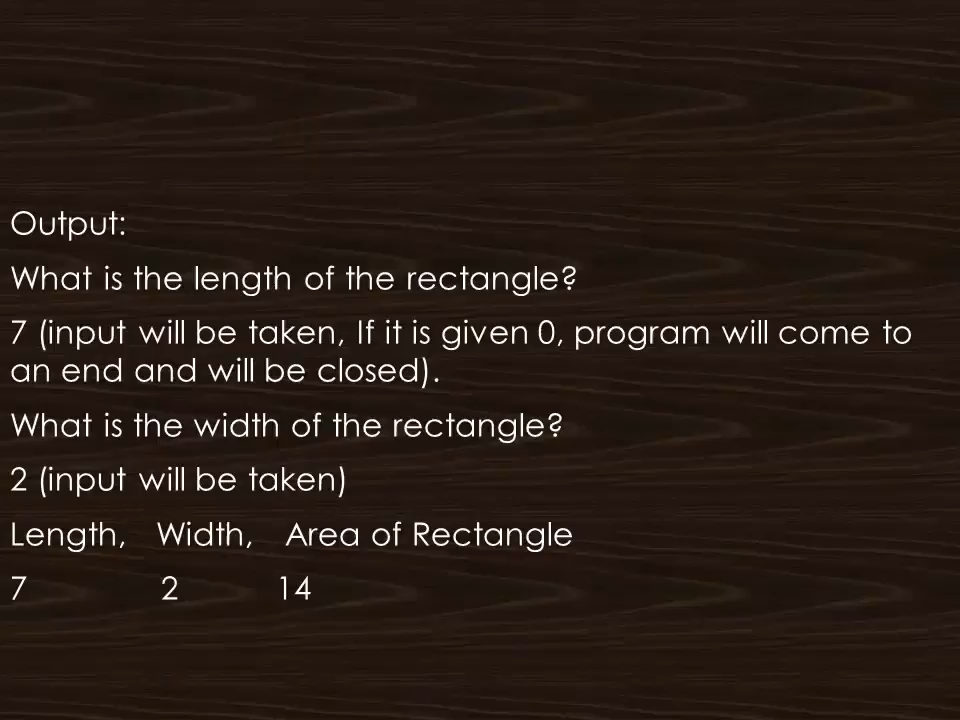 Output:
What is the length of the rectangle?
7 (input will be taken, If it is given 0, program will come to
an end and will be closed).
What is the width of the rectangle?
2 (input will be taken)
Length,   Width,   Area of Rectangle
7   2   14